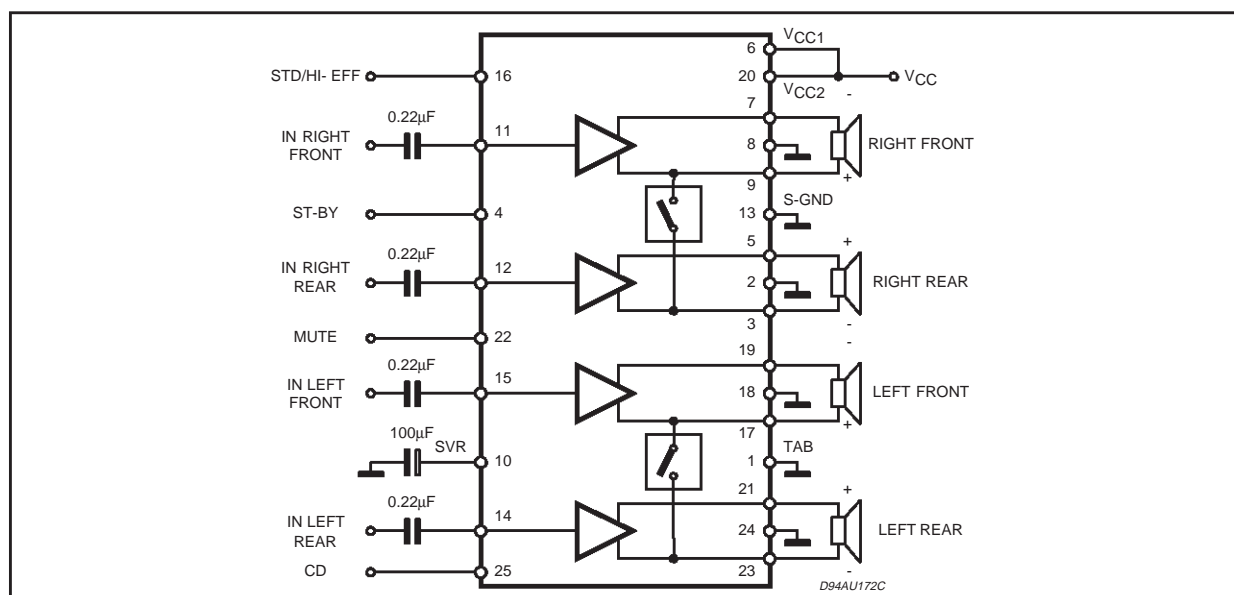 6
VCC1
STD/HI- EFF
16
20
VCC2
VCC
-
7
0.22µF
IN RIGHT
FRONT
11
8
RIGHT FRONT
9
+
ST-BY
4
S-GND
13
5
+
0.22µF
IN RIGHT
REAR
12
2
RIGHT REAR
3
-
MUTE
22
-
19
0.22µF
IN LEFT
FRONT
15
18
LEFT FRONT
17
+
100µF
SVR
10
TAB
1
21
+
0.22µF
IN LEFT
REAR
14
24
LEFT REAR
CD
25
23
-
D94AU172C